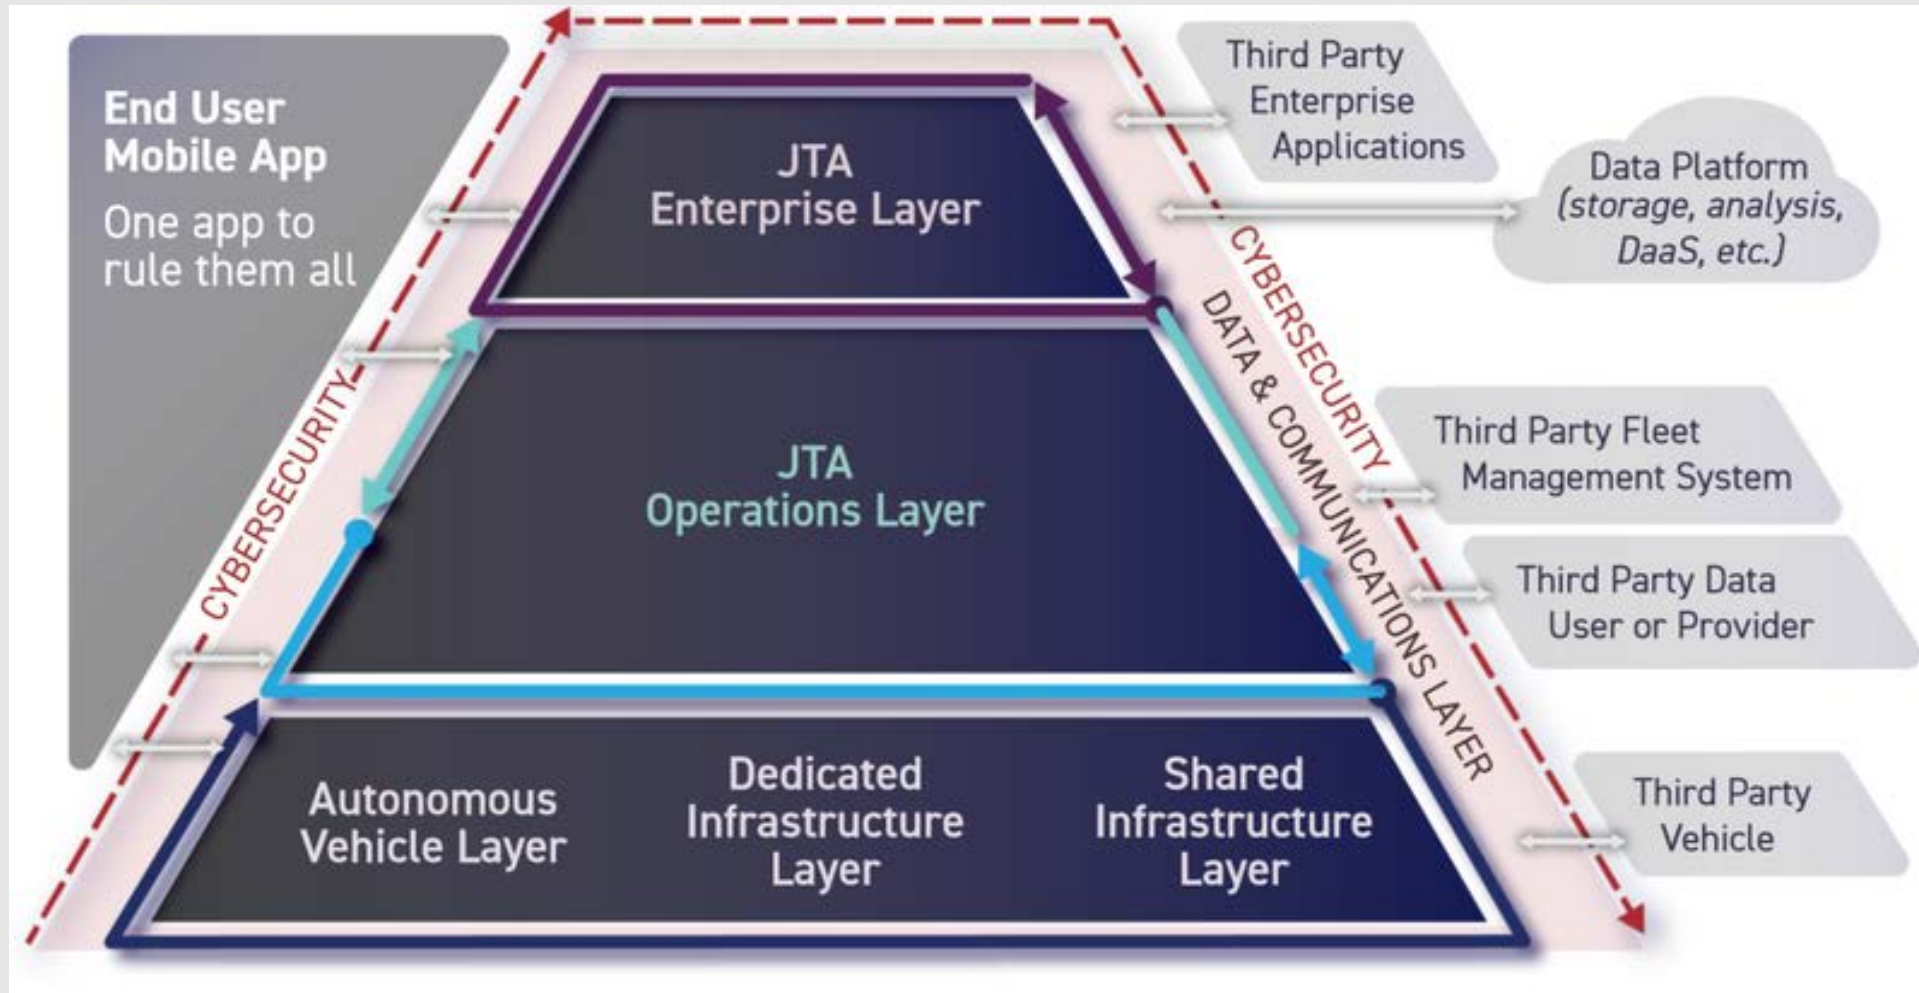 End User
Mobile App
One app to
rule them all
CYBERSECURITY
JTA
Enterprise Layer
JTA
Operations Layer
Autonomous
Vehicle Layer
Dedicated
Infrastructure
Layer
Shared
Infrastructure
Layer
DATA & COMMUNICATIONS LAYER
CYBERSECURITY
Third Party
Enterprise
Applications
Data Platform
(storage, analysis,
DaaS, etc.)
Third Party Fleet
Management System
Third Party Data
User or Provider
Third Party
Vehicle